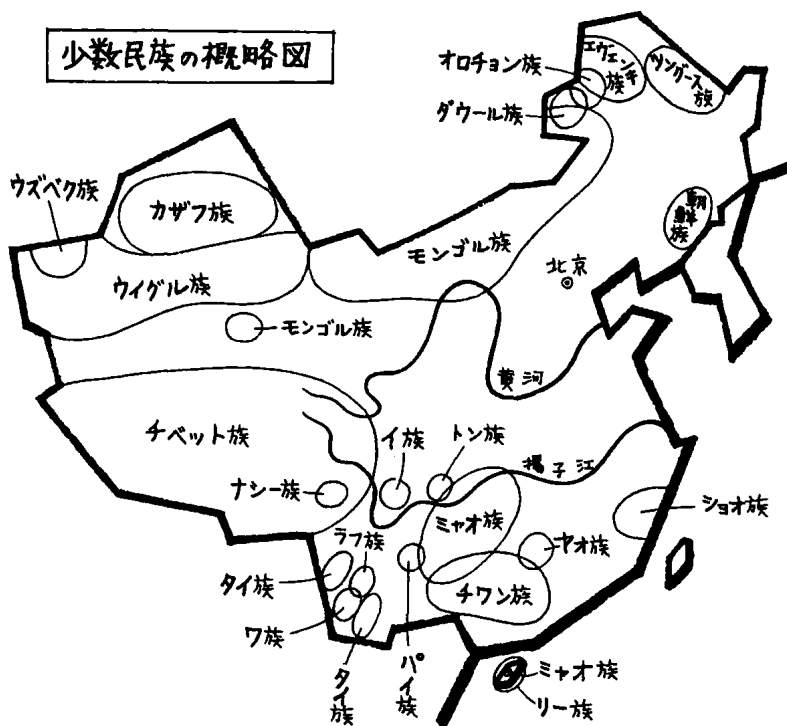 少数民族の概略図
オロチョン族
エヴェンキ族
ツングース族
ダウール族
ウズベク族
カザフ族
モンゴル族
朝鮮族
ウイグル族
北京
モンゴル族
黄河
チベット族
イ族
トン族
揚子江
ナシー族
ミャオ族
ショオ族
ラフ族
ヤオ族
タイ族
チワン族
ワ族
タイ族
パイ族
ミャオ族
リー族